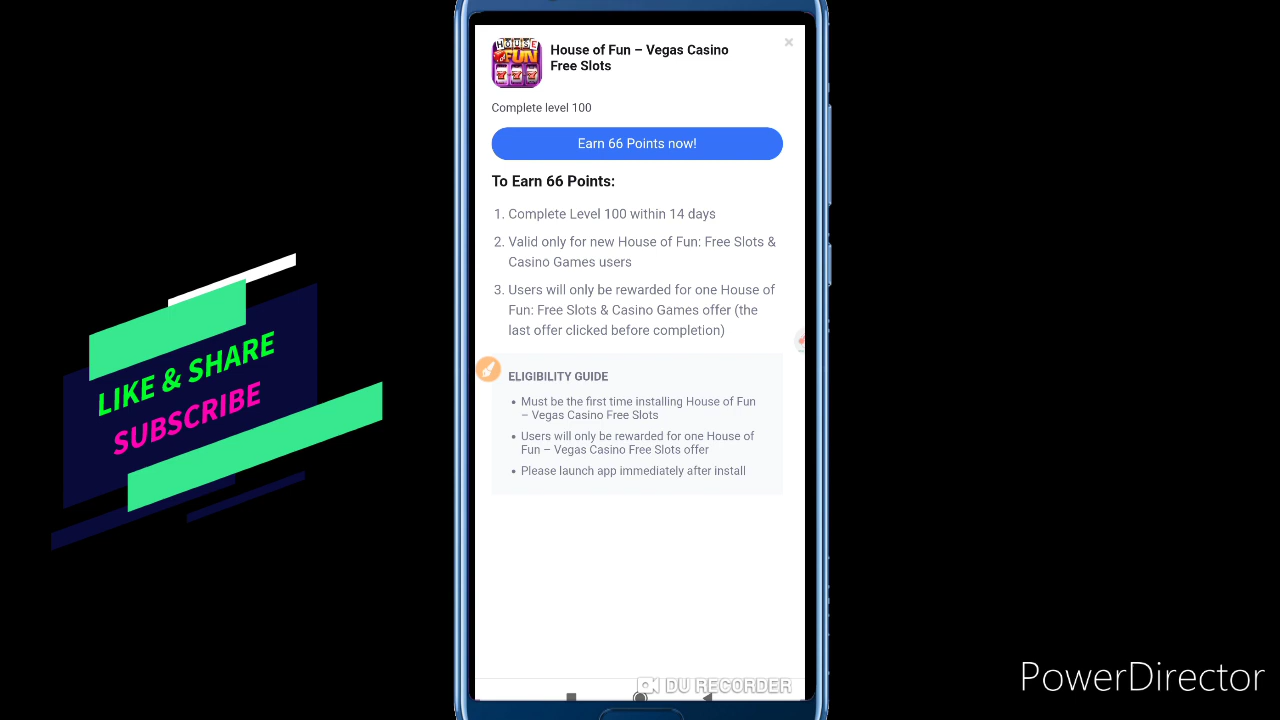 HOUSE
OF
FUN
777
House of Fun – Vegas Casino
Free Slots
×
Complete level 100
Earn 66 Points now!
To Earn 66 Points:
1. Complete Level 100 within 14 days
2. Valid only for new House of Fun: Free Slots &
Casino Games users
3. Users will only be rewarded for one House of
Fun: Free Slots & Casino Games offer (the
last offer clicked before completion)
ELIGIBILITY GUIDE
• Must be the first time installing House of Fun
– Vegas Casino Free Slots
• Users will only be rewarded for one House of
Fun – Vegas Casino Free Slots offer
• Please launch app immediately after install
LIKE & SHARE
SUBSCRIBE
DU RECORDER
PowerDirector